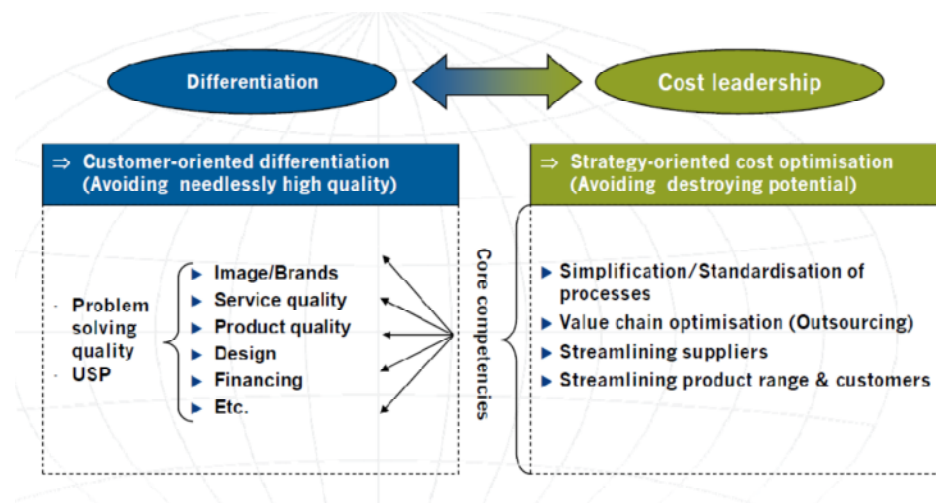 Differentiation
Cost leadership
⇒ Customer-oriented differentiation
(Avoiding needlessly high quality)
⇒ Strategy-oriented cost optimisation
(Avoiding destroying potential)
- Problem
solving
quality
- USP
▶ Image/Brands
▶ Service quality
▶ Product quality
▶ Design
▶ Financing
▶ Etc.
Core competencies
▶ Simplification/Standardisation of
processes
▶ Value chain optimisation (Outsourcing)
▶ Streamlining suppliers
▶ Streamlining product range & customers